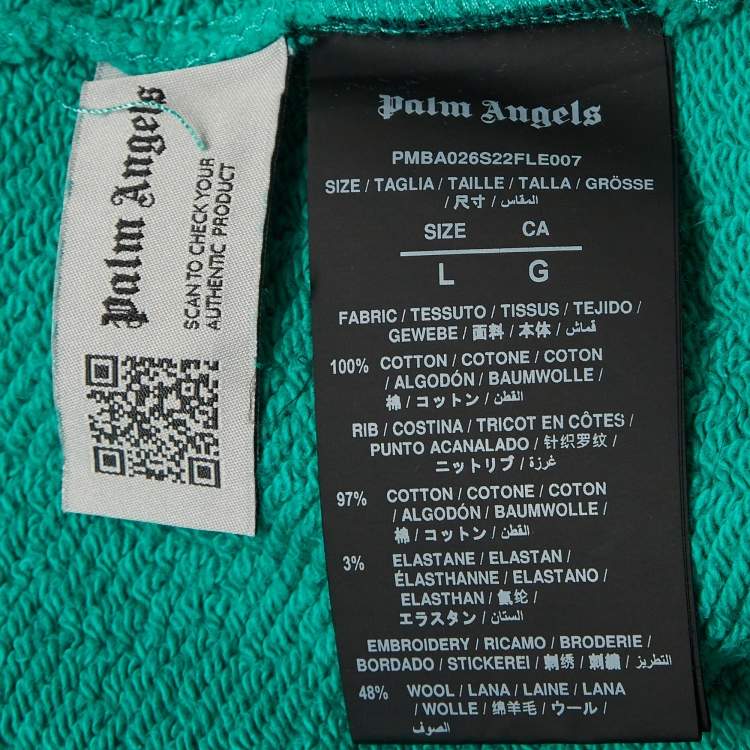 Palm Angels
SCAN TO CHECK YOUR
AUTHENTIC PRODUCT
Palm Angels
PMBA026S22FLE007
SIZE / TAGLIA / TAILLE / TALLA / GRÖSSE
/ 尺寸 / المقاس
SIZE CA
L G
FABRIC / TESSUTO / TISSUS / TEJIDO /
GEWEBE / 面料 / 本体 / قماش
100% COTTON / COTONE / COTON
/ ALGODÓN / BAUMWOLLE /
棉 / コットン / القطن
RIB / COSTINA / TRICOT EN CÔTES /
PUNTO ACANALADO / 针织罗纹 /
ニットリブ / غرزة
97% COTTON / COTONE / COTON
/ ALGODÓN / BAUMWOLLE /
棉 / コットン / القطن
3% ELASTANE / ELASTAN /
ÉLASTHANNE / ELASTANO /
ELASTHAN / 氨纶 /
エラスタン / الستان
EMBROIDERY / RICAMO / BRODERIE /
BORDADO / STICKEREI / 刺绣 / 刺繍 / التطريز
48% WOOL / LANA / LAINE / LANA
/ WOLLE / 绵羊毛 / ウール /
الصوف